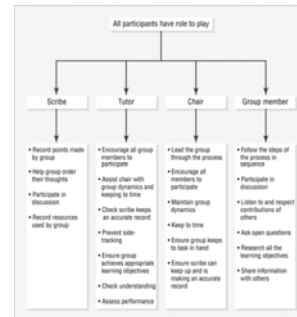 All participants have role to play
Scribe
Tutor
Chair
Group member
• Record points made
by group
• Help group order
their thoughts
• Participate in
discussion
• Record resources
used by group
• Encourage all group
members to
participate
• Assist chair with
group dynamics and
keeping to time
• Check scribe keeps
an accurate record
• Prevent side-
tracking
• Ensure group
achieves appropriate
learning objectives
• Check understanding
• Assess performance
• Lead the group
through the process
• Encourage all
members to
participate
• Maintain group
dynamics
• Keep to time
• Ensure group keeps
to task in hand
• Ensure scribe can
keep up and is
making an accurate
record
• Follow the steps of
the process
in sequence
• Participate in
discussion
• Listen to and respect
contributions of
others
• Ask open questions
• Research all the
learning objectives
• Share information
with others